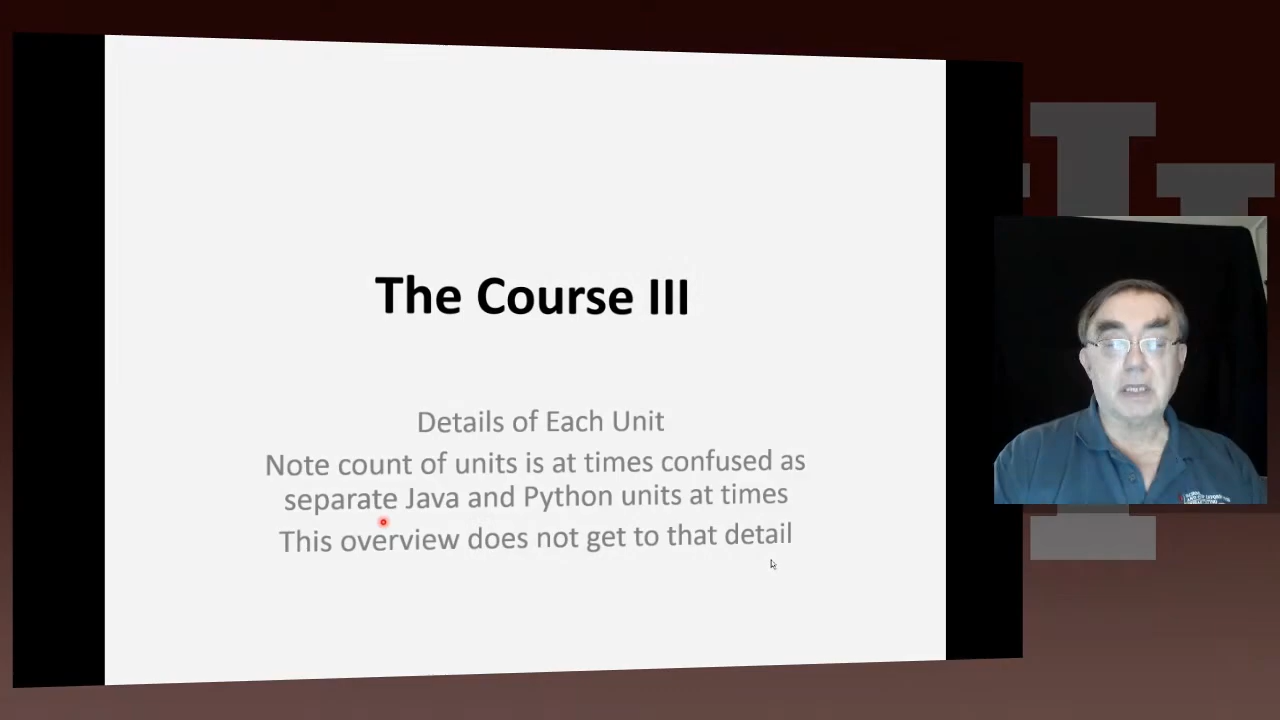 The Course III
Details of Each Unit
Note count of units is at times confused as
separate Java and Python units at times
This overview does not get to that detail